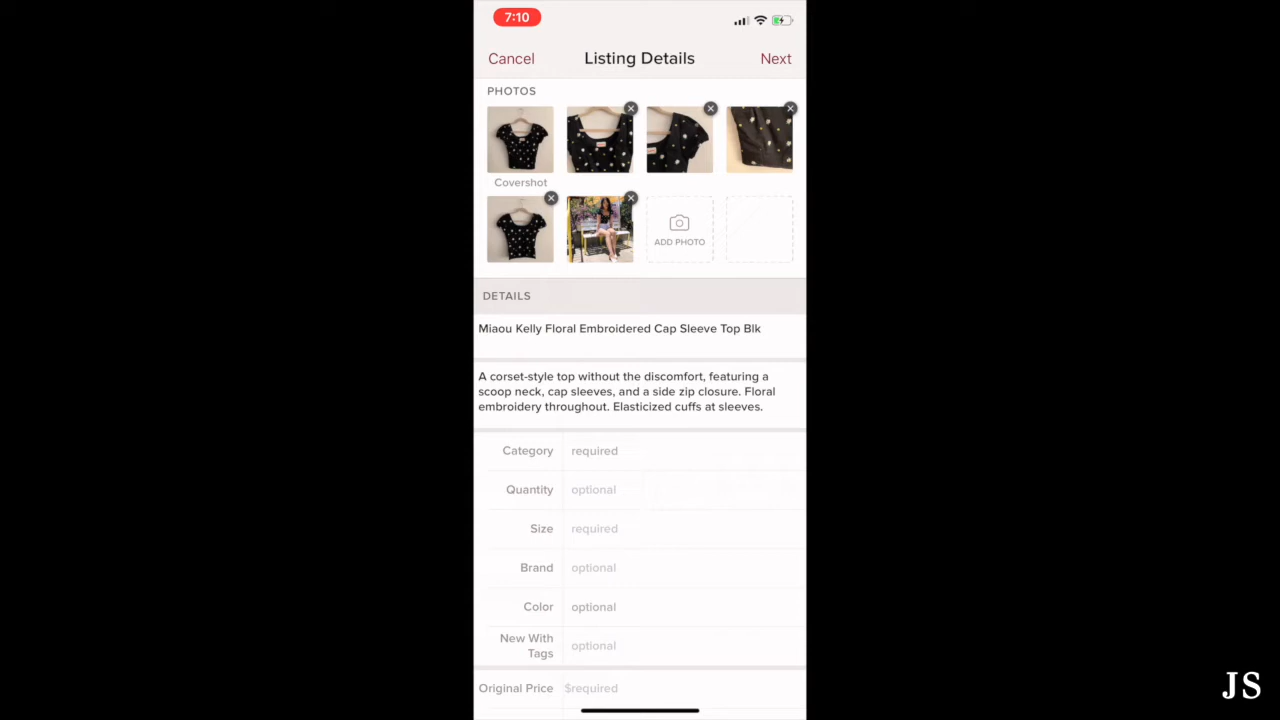 7:10
Cancel
Listing Details
Next
PHOTOS
Covershot
ADD PHOTO
DETAILS
Miaou Kelly Floral Embroidered Cap Sleeve Top Blk
A corset-style top without the discomfort, featuring a
scoop neck, cap sleeves, and a side zip closure. Floral
embroidery throughout. Elasticized cuffs at sleeves.
Category required
Quantity optional
Size required
Brand optional
Color optional
New With
Tags
optional
Original Price $required
JS